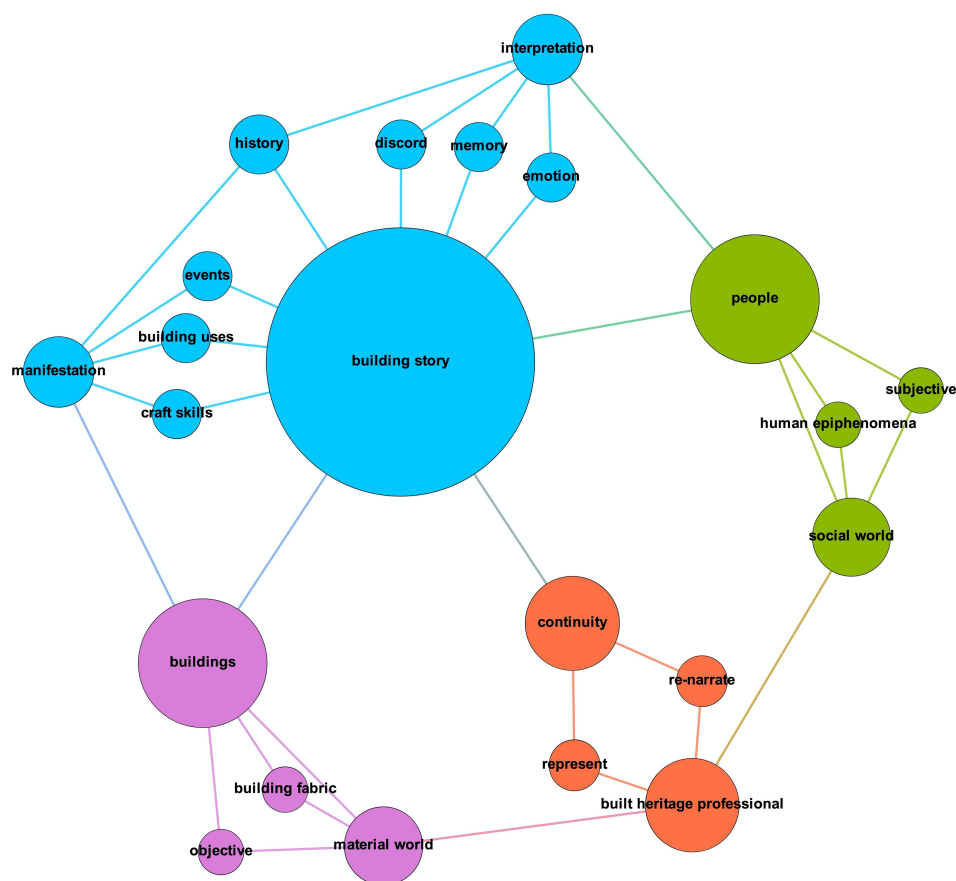 interpretation
history
discord
memory
emotion
events
people
building uses
building story
manifestation
subjective
craft skills
human epiphenomena
social world
continuity
buildings
re-narrate
represent
building fabric
built heritage professional
material world
objective